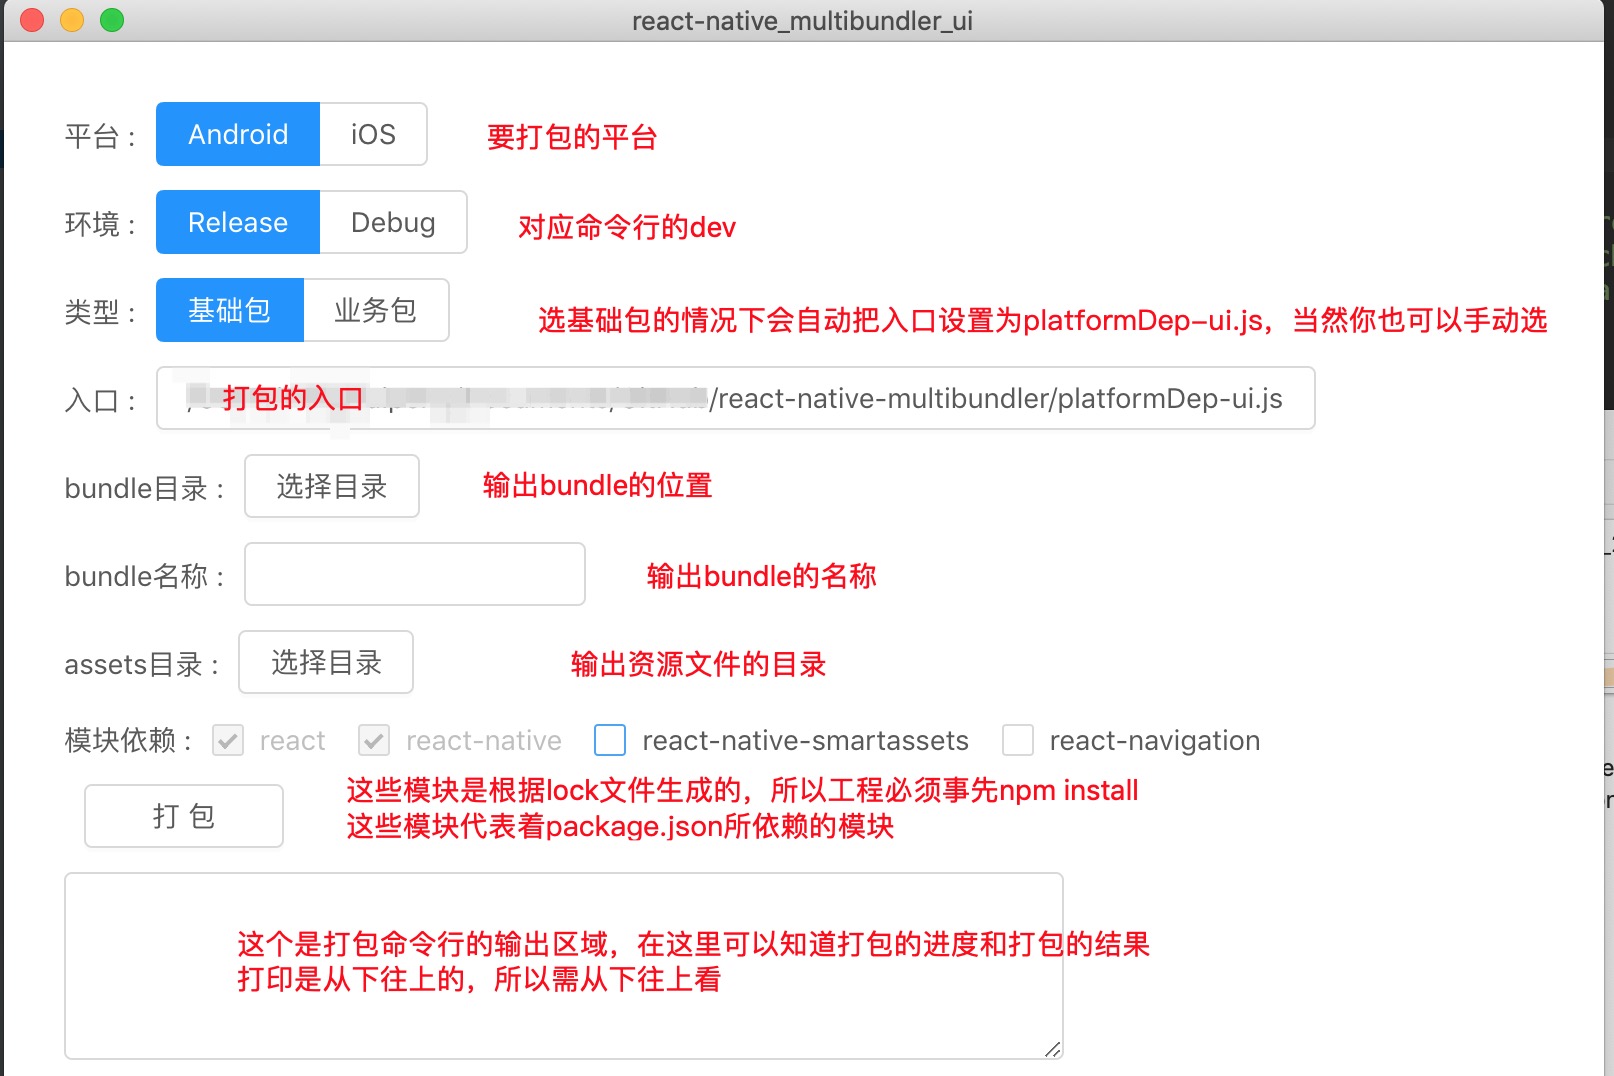 react-native_multibundler_ui
平台： Android iOS 要打包的平台
环境： Release Debug 对应命令行的dev
类型： 基础包 业务包 选基础包的情况下会自动把入口设置为platformDep-ui.js，当然你也可以手动选
入口： 打包的入口 /react-native-multibundler/platformDep-ui.js
bundle目录： 选择目录 输出bundle的位置
bundle名称： 输出bundle的名称
assets目录： 选择目录 输出资源文件的目录
模块依赖： react react-native react-native-smartassets react-navigation
这些模块是根据lock文件生成的，所以工程必须事先npm install
打 包
这些模块代表着package.json所依赖的模块
这个是打包命令行的输出区域，在这里可以知道打包的进度和打包的结果
打印是从下往上的，所以需从下往上看